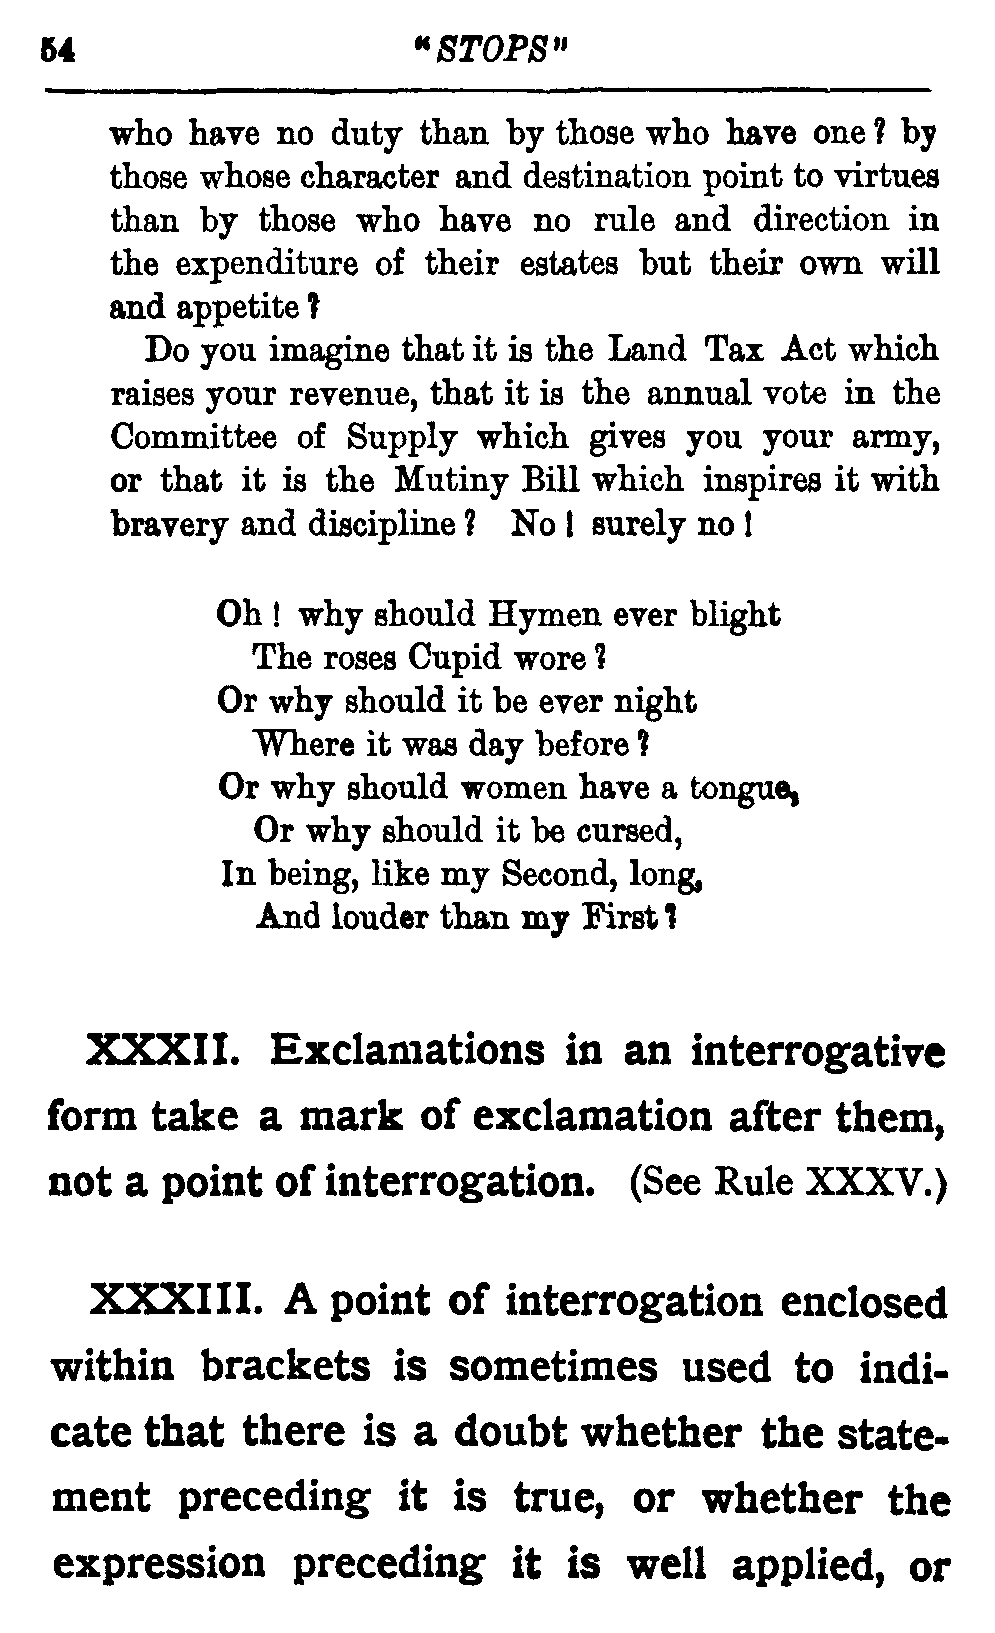 54 "STOPS"
who have no duty than by those who have one? by
those whose character and destination point to virtues
than by those who have no rule and direction in
the expenditure of their estates but their own will
and appetite?
Do you imagine that it is the Land Tax Act which
raises your revenue, that it is the annual vote in the
Committee of Supply which gives you your army,
or that it is the Mutiny Bill which inspires it with
bravery and discipline? No! surely no!
Oh! why should Hymen ever blight
The roses Cupid wore?
Or why should it be ever night
Where it was day before?
Or why should women have a tongue,
Or why should it be cursed,
In being, like my Second, long,
And louder than my First?
XXXII. Exclamations in an interrogative
form take a mark of exclamation after them,
not a point of interrogation. (See Rule XXXV.)
XXXIII. A point of interrogation enclosed
within brackets is sometimes used to indi-
cate that there is a doubt whether the state-
ment preceding it is true, or whether the
expression preceding it is well applied, or